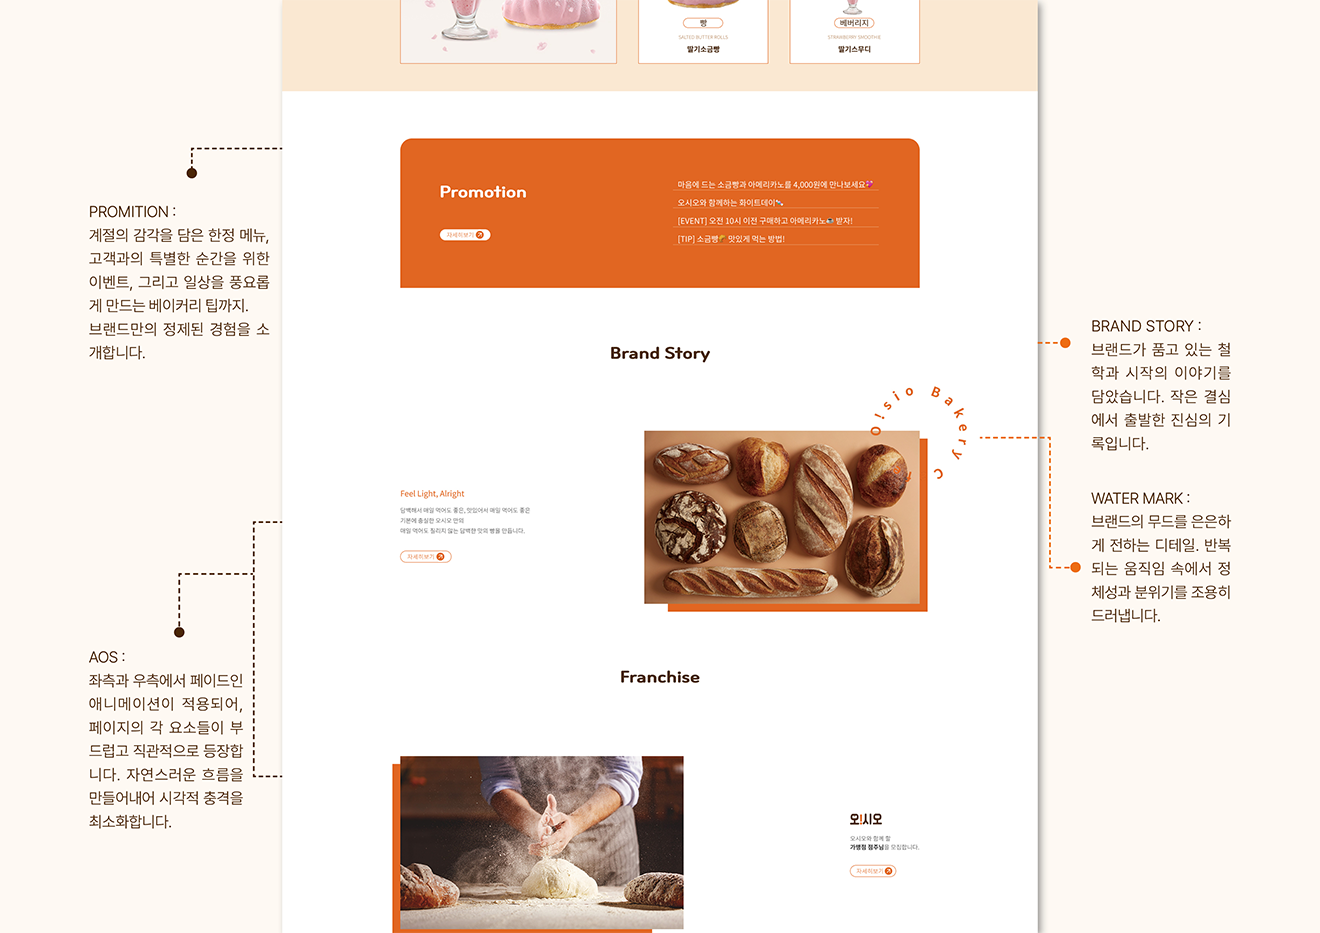 빵
SALTED BUTTER ROLLS
딸기소금빵
베버리지
STRAWBERRY SMOOTHIE
딸기스무디
Promotion
자세히보기
마음에 드는 소금빵과 아메리카노를 4,000원에 만나보세요💕
오시오와 함께하는 화이트데이🍬
[EVENT] 오전 10시 이전 구매하고 아메리카노☕ 받자!
[TIP] 소금빵🥐 맛있게 먹는 방법!
PROMITION :
계절의 감각을 담은 한정 메뉴,
고객과의 특별한 순간을 위한
이벤트, 그리고 일상을 풍요롭
게 만드는 베이커리 팁까지.
브랜드만의 정제된 경험을 소
개합니다.
Brand Story
O!sio Bakery C
Feel Light, Alright
담백해서 매일 먹어도 좋은, 맛있어서 매일 먹어도 좋은
기본에 충실한 오시오 만의
매일 먹어도 질리지 않는 담백한 맛의 빵을 만듭니다.
자세히보기
BRAND STORY :
브랜드가 품고 있는 철
학과 시작의 이야기를
담았습니다. 작은 결심
에서 출발한 진심의 기
록입니다.
WATER MARK :
브랜드의 무드를 은은하
게 전하는 디테일. 반복
되는 움직임 속에서 정
체성과 분위기를 조용히
드러냅니다.
AOS :
좌측과 우측에서 페이드인
애니메이션이 적용되어,
페이지의 각 요소들이 부
드럽고 직관적으로 등장합
니다. 자연스러운 흐름을
만들어내어 시각적 충격을
최소화합니다.
Franchise
오!시오
오시오와 함께 할
가맹점 점주님을 모집합니다.
자세히보기